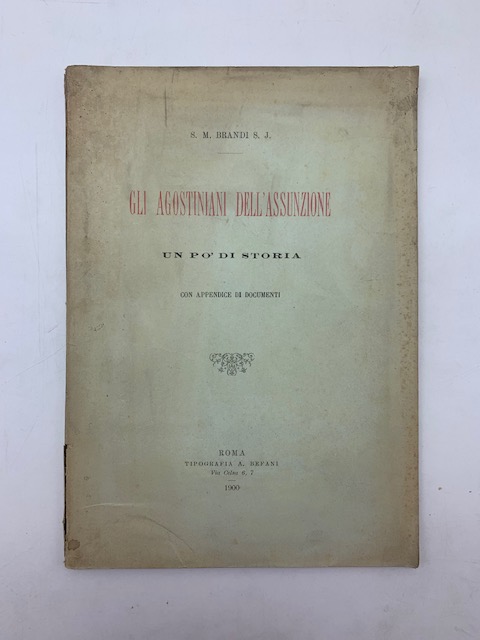 S. M. BRANDI S. J.
GLI AGOSTINIANI DELL'ASSUNZIONE
UN PO' DI STORIA
CON APPENDICE DI DOCUMENTI
ROMA
TIPOGRAFIA A. BEFANI
Via Celsa 6, 7
1900